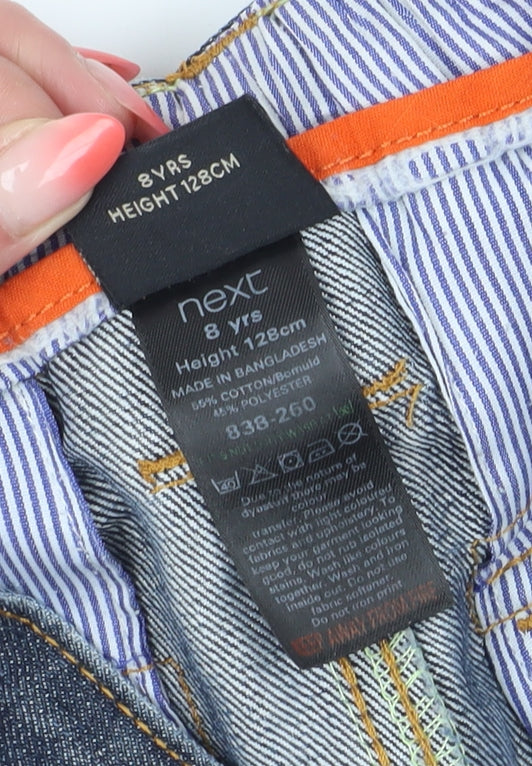 8YRS
HEIGHT 128CM
next
8 yrs
Height 128cm
MADE IN BANGLADESH
55% COTTON/Bomuld
45% POLYESTER
838-260
40
Due to the nature of
dyestuff there may be
colour
transfer. Please avoid
contact with light coloured
fabrics and upholstery. To
keep your garment looking
good, do not rub isolated
stains. Wash like colours
together. Wash and iron
inside out. Do not use
fabric softener.
Do not iron print
KEEP AWAY FROM FIRE